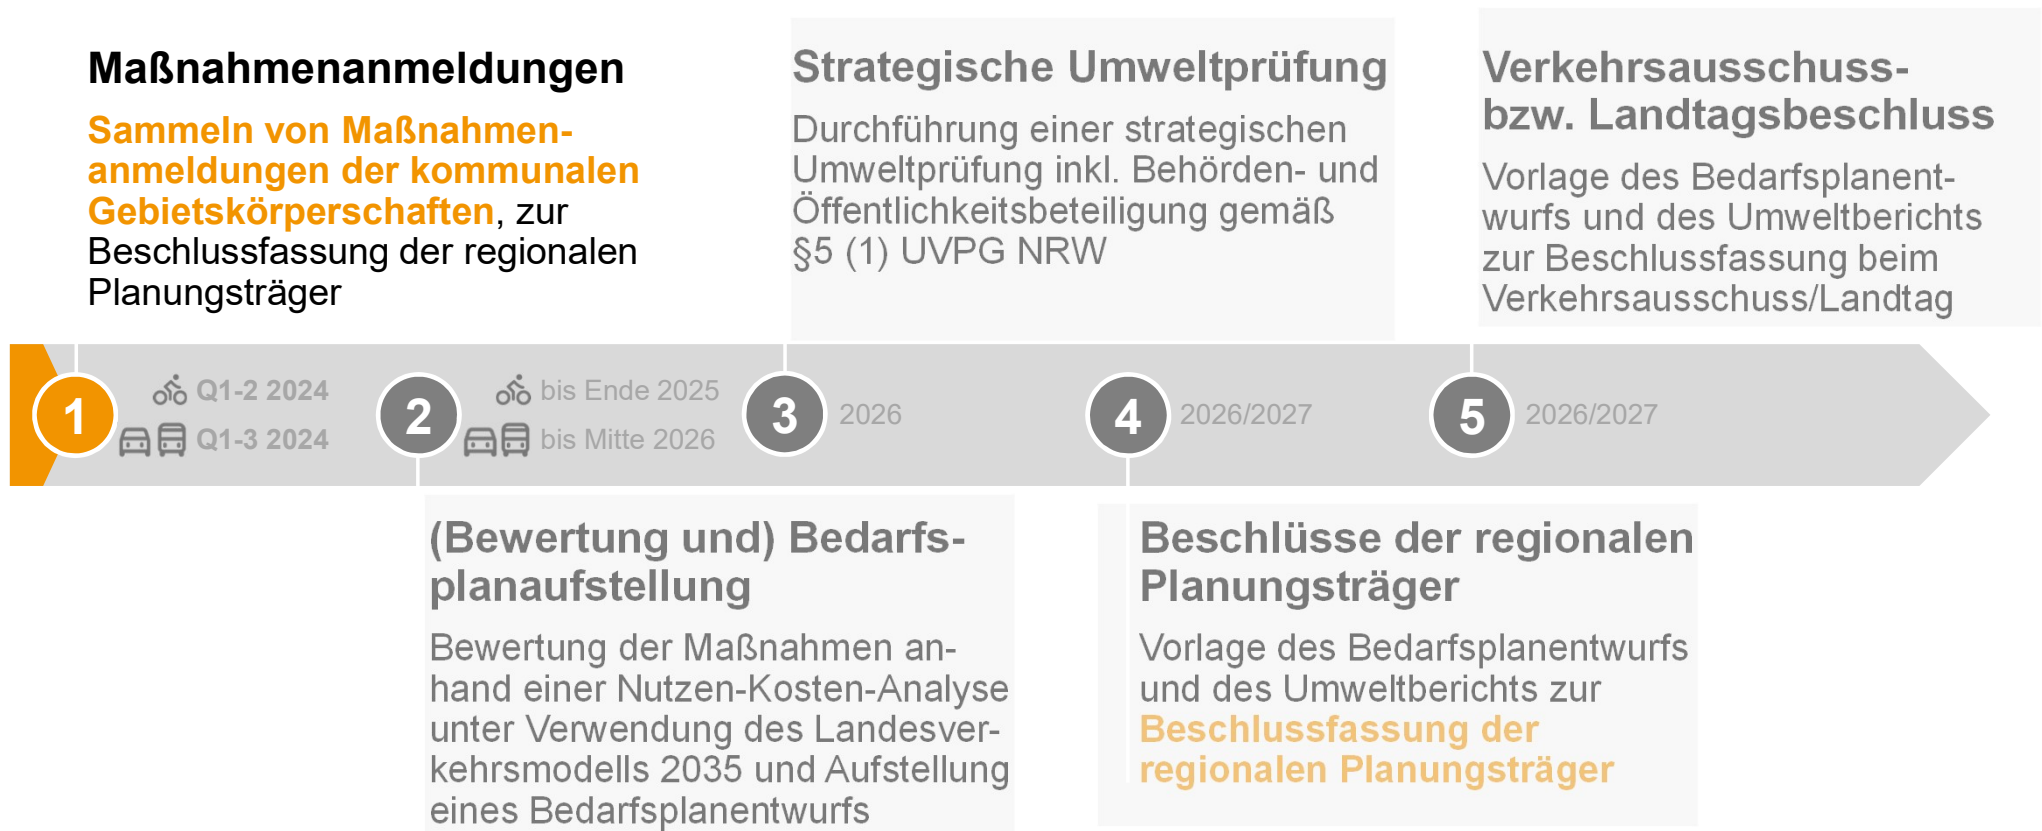 Maßnahmenanmeldungen
Sammeln von Maßnahmen-
anmeldungen der kommunalen
Gebietskörperschaften, zur
Beschlussfassung der regionalen
Planungsträger
Strategische Umweltprüfung
Durchführung einer strategischen
Umweltprüfung inkl. Behörden- und
Öffentlichkeitsbeteiligung gemäß
§5 (1) UVPG NRW
Verkehrsausschuss-
bzw. Landtagsbeschluss
Vorlage des Bedarfsplanent-
wurfs und des Umweltberichts
zur Beschlussfassung beim
Verkehrsausschuss/Landtag
1
Q1-2 2024
Q1-3 2024
2
bis Ende 2025
bis Mitte 2026
3
2026
4
2026/2027
5
2026/2027
(Bewertung und) Bedarfs-
planaufstellung
Bewertung der Maßnahmen an-
hand einer Nutzen-Kosten-Analyse
unter Verwendung des Landesver-
kehrsmodells 2035 und Aufstellung
eines Bedarfsplanentwurfs
Beschlüsse der regionalen
Planungsträger
Vorlage des Bedarfsplanentwurfs
und des Umweltberichts zur
Beschlussfassung der
regionalen Planungsträger